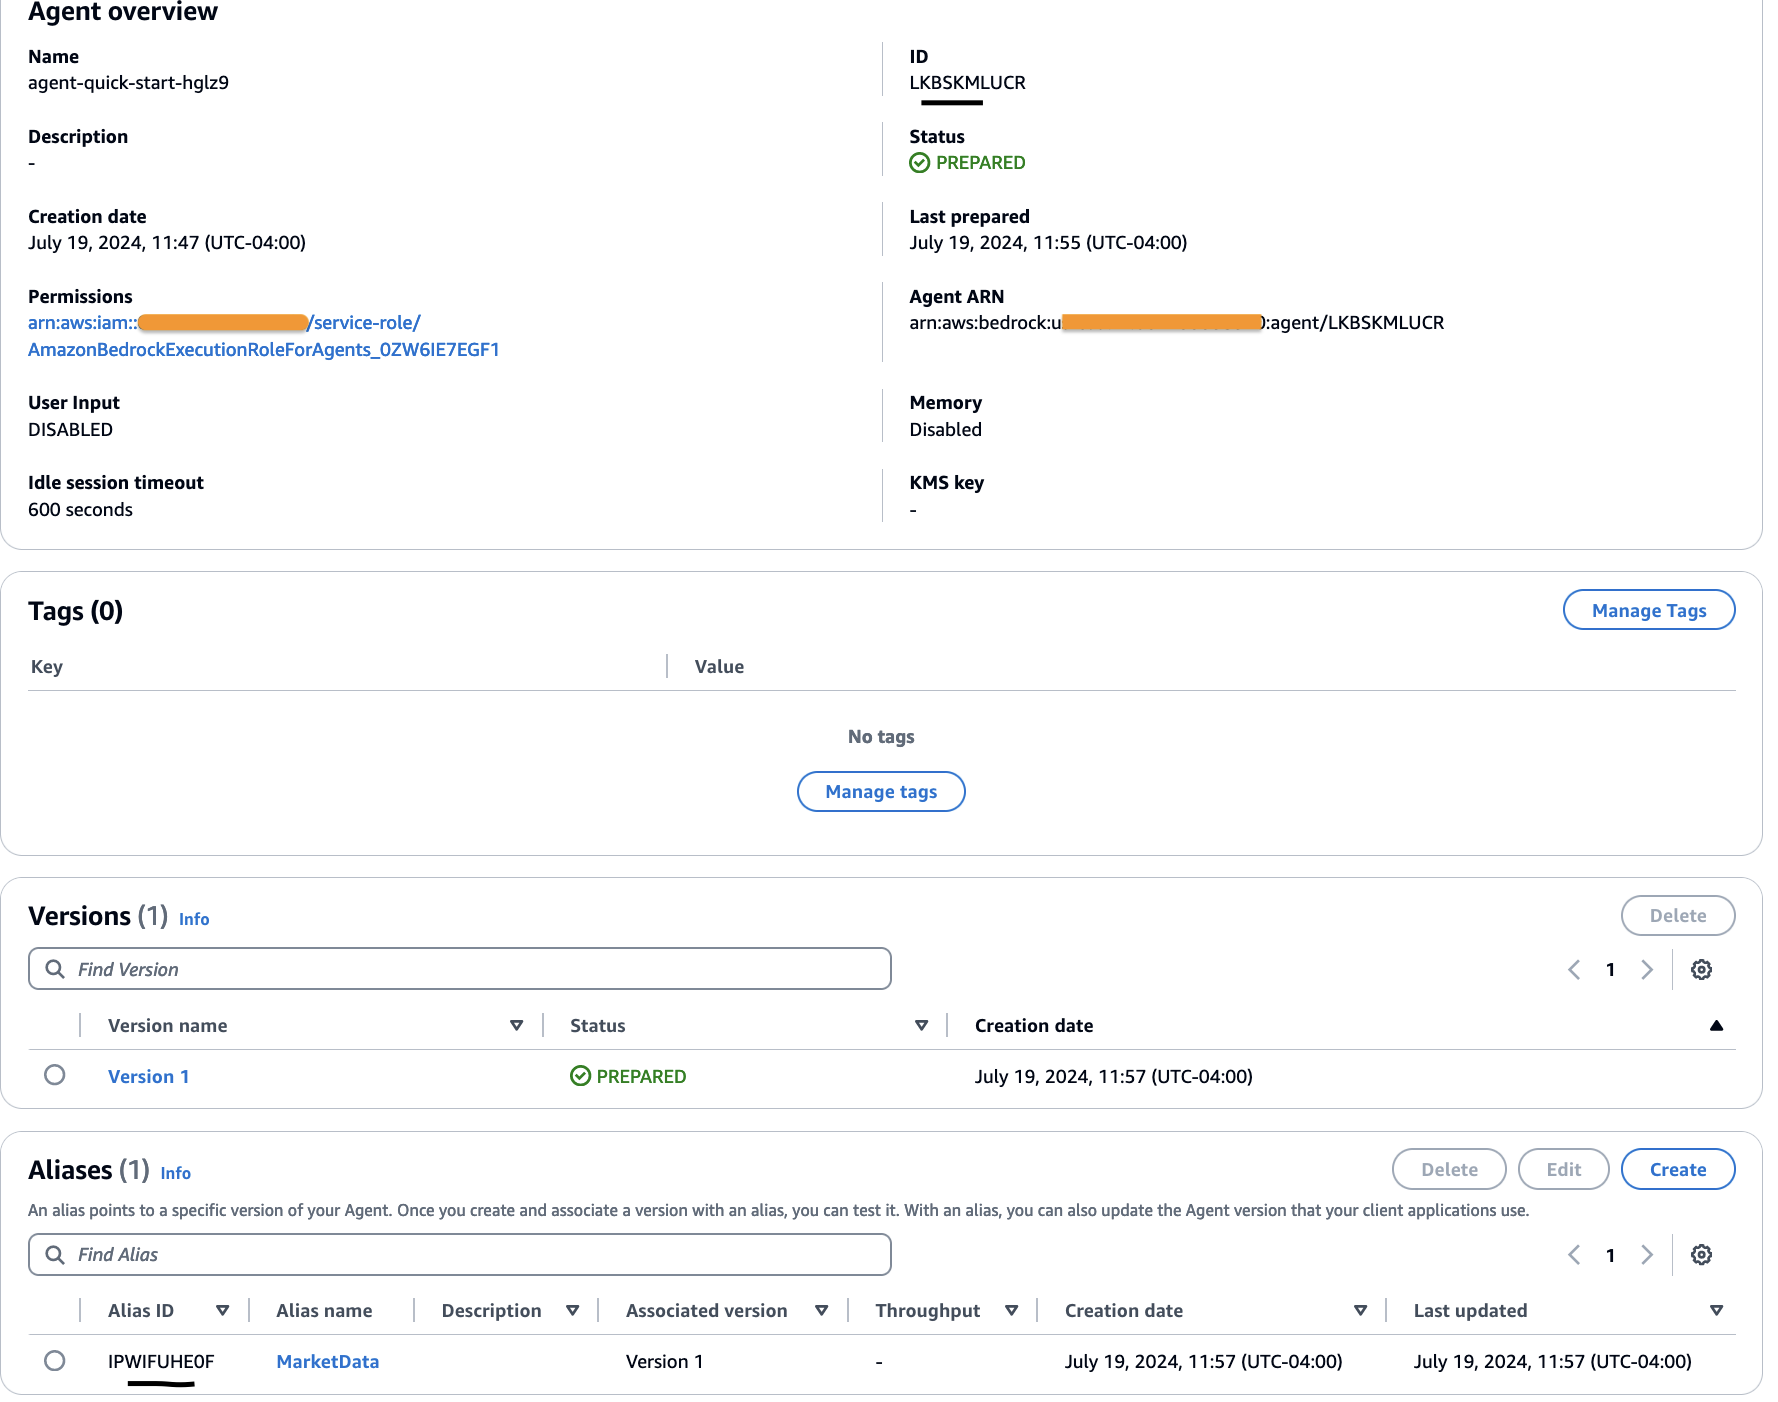 Agent overview
Name
agent-quick-start-hglz9
ID
LKBSKMLUCR
Description
-
Status
PREPARED
Creation date
July 19, 2024, 11:47 (UTC-04:00)
Last prepared
July 19, 2024, 11:55 (UTC-04:00)
Permissions
arn:aws:iam::/service-role/
AmazonBedrockExecutionRoleForAgents_0ZW6IE7EGF1
Agent ARN
arn:aws:bedrock:u:agent/LKBSKMLUCR
User Input
DISABLED
Memory
Disabled
Idle session timeout
600 seconds
KMS key
-
Tags (0)
Manage Tags
Key Value
No tags
Manage tags
Versions (1) Info
Delete
Find Version
1
Version name Status Creation date
Version 1 PREPARED July 19, 2024, 11:57 (UTC-04:00)
Aliases (1) Info
Delete Edit Create
An alias points to a specific version of your Agent. Once you create and associate a version with an alias, you can test it. With an alias, you can also update the Agent version that your client applications use.
Find Alias
1
Alias ID Alias name Description Associated version Throughput Creation date Last updated
IPWIFUHE0F MarketData Version 1 - July 19, 2024, 11:57 (UTC-04:00) July 19, 2024, 11:57 (UTC-04:00)